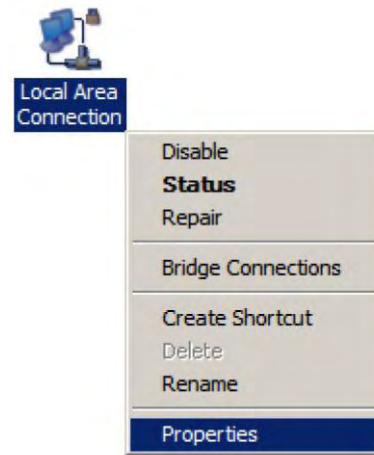 Local Area
Connection
Disable
Status
Repair
Bridge Connections
Create Shortcut
Delete
Rename
Properties